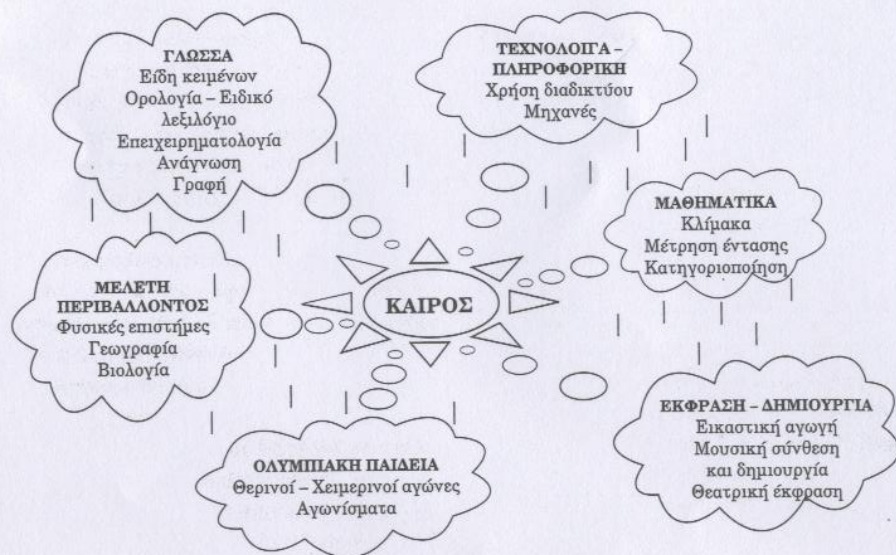 ΓΛΩΣΣΑ
Είδη κειμένων
Ορολογία – Ειδικό
λεξιλόγιο
Επειχειρηματολογία
Ανάγνωση
Γραφή
ΤΕΧΝΟΛΟΙΓΑ –
ΠΛΗΡΟΦΟΡΙΚΗ
Χρήση διαδικτύου
Μηχανές
ΜΑΘΗΜΑΤΙΚΑ
Κλίμακα
Μέτρηση έντασης
Κατηγοριοποίηση
ΚΑΙΡΟΣ
ΜΕΛΕΤΗ
ΠΕΡΙΒΑΛΛΟΝΤΟΣ
Φυσικές επιστήμες
Γεωγραφία
Βιολογία
ΟΛΥΜΠΙΑΚΗ ΠΑΙΔΕΙΑ
Θερινοί – Χειμερινοί αγώνες
Αγωνίσματα
ΕΚΦΡΑΣΗ – ΔΗΜΙΟΥΡΓΙΑ
Εικαστική αγωγή
Μουσική σύνθεση
και δημιουργία
Θεατρική έκφραση